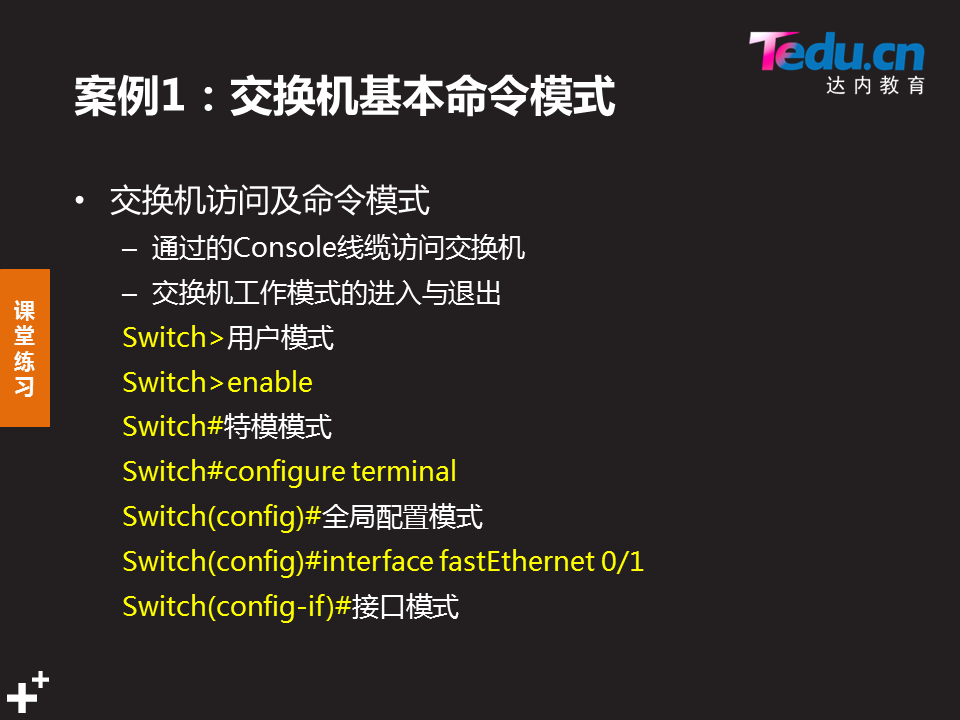 Tedu.cn
达内教育
案例1：交换机基本命令模式
• 交换机访问及命令模式
– 通过的Console线缆访问交换机
– 交换机工作模式的进入与退出
Switch>用户模式
Switch>enable
Switch#特模模式
Switch#configure terminal
Switch(config)#全局配置模式
Switch(config)#interface fastEthernet 0/1
Switch(config-if)#接口模式
课堂练习